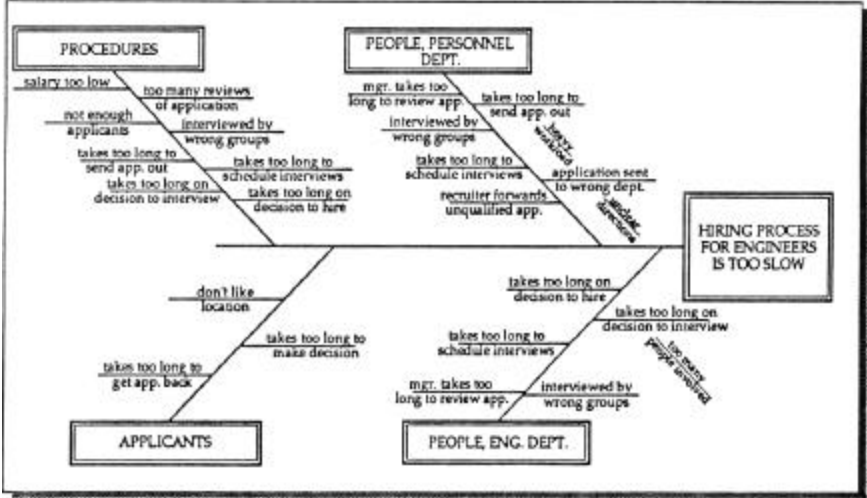 PROCEDURES
salary too low
too many reviews
of application
not enough
applicants
interviewed by
wrong groups
takes too long to
send app. out
takes too long to
schedule interviews
takes too long on
decision to interview
takes too long on
decision to hire
PEOPLE, PERSONNEL
DEPT.
mgr. takes too
long to review app.
takes too long to
send app. out
heavy
workload
interviewed by
wrong groups
takes too long to
schedule interviews
application sent
to wrong dept.
recruiter forwards
unqualified app.
unclear
directions
HIRING PROCESS
FOR ENGINEERS
IS TOO SLOW
don't like
location
takes too long to
make decision
takes too long to
get app. back
APPLICANTS
takes too long on
decision to hire
takes too long on
decision to interview
too many
people involved
takes too long to
schedule interviews
mgr. takes too
long to review app.
interviewed by
wrong groups
PEOPLE, ENG. DEPT.